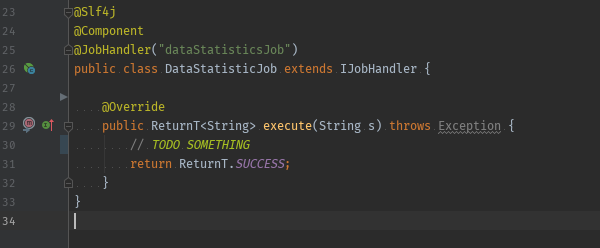 23 @Slf4j
24 @Component
25 @JobHandler("dataStatisticsJob")
26 public class DataStatisticJob extends IJobHandler {
27
28 @Override
29 public ReturnT<String> execute(String s) throws Exception {
30 // TODO SOMETHING
31 return ReturnT.SUCCESS;
32 }
33 }
34